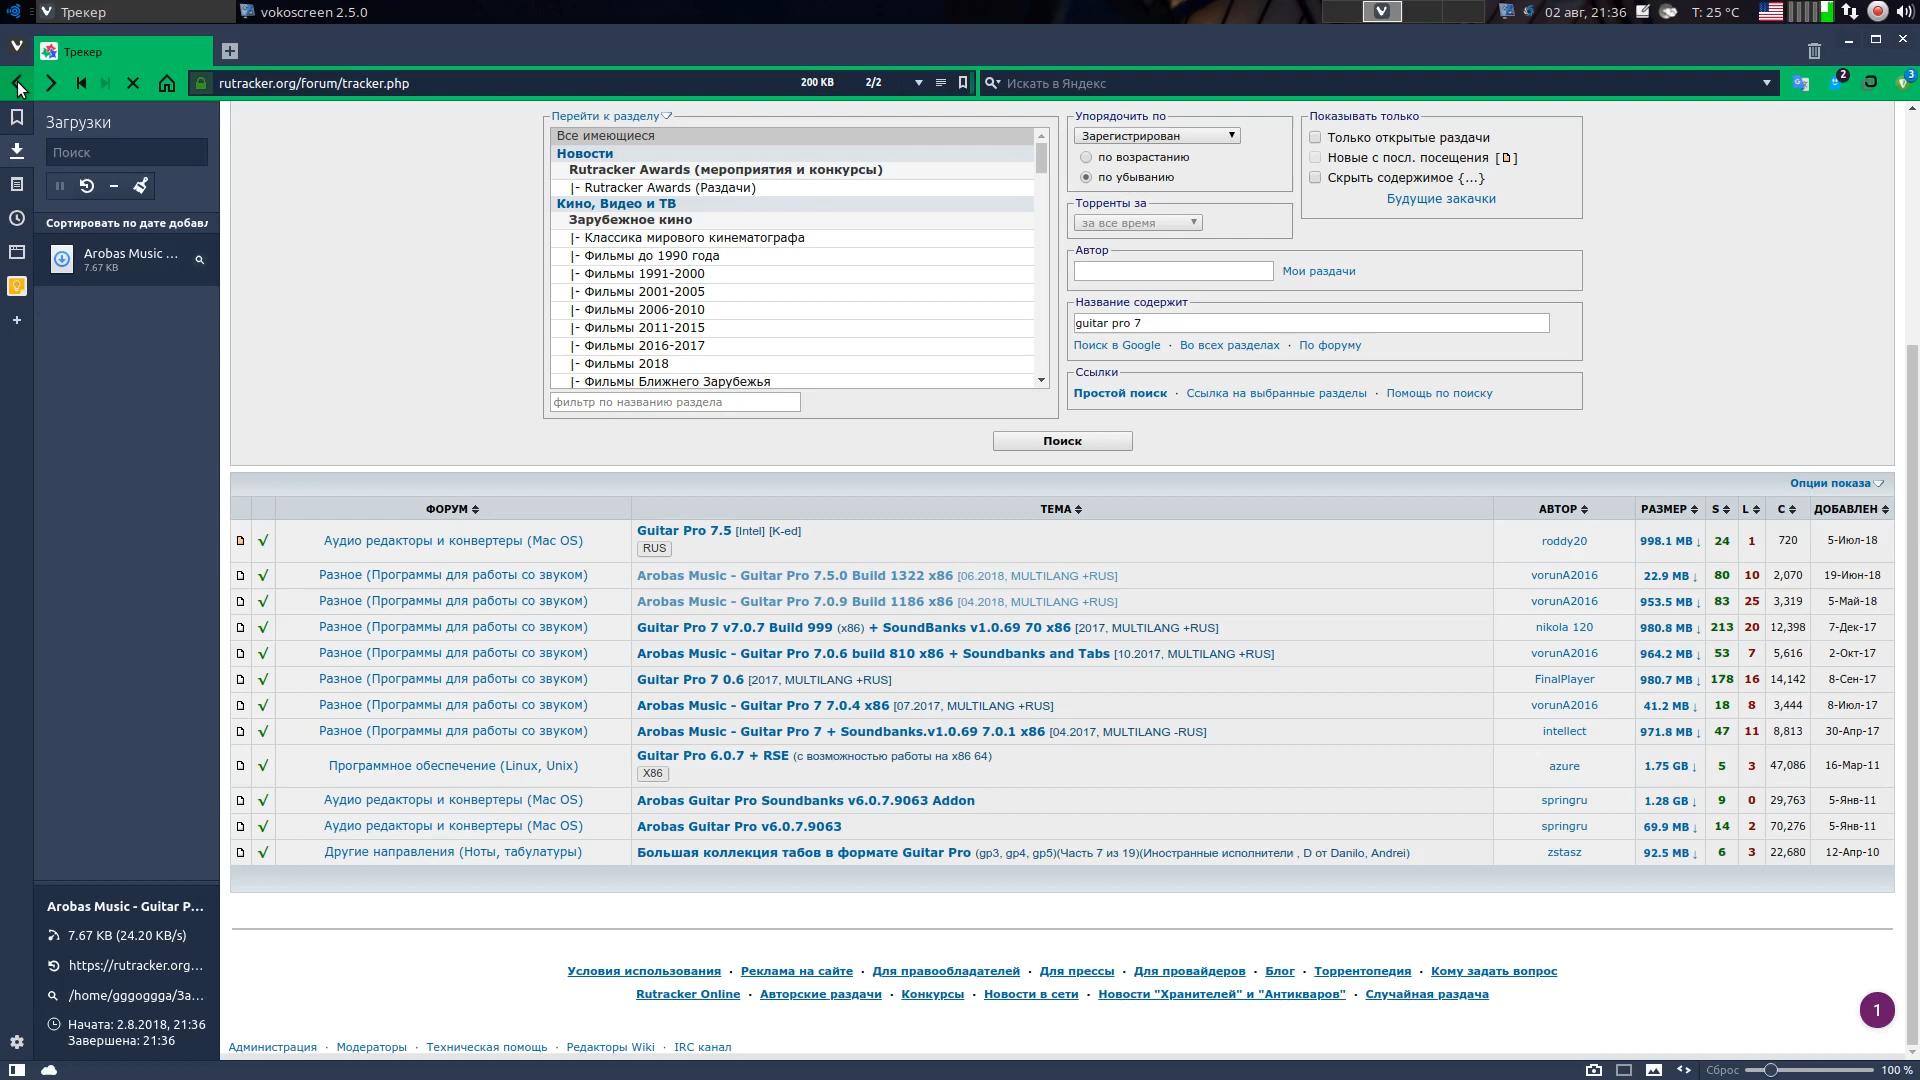 Трекер
vokoscreen 2.5.0
02 авг, 21:36
T: 25 °C
Трекер
rutracker.org/forum/tracker.php
200 KB
2/2
Искать в Яндекс
2
3
Загрузки
Поиск
Сортировать по дате добавл
Arobas Music ...
7.67 KB
Перейти к разделу
Все имеющиеся
Новости
Rutracker Awards (мероприятия и конкурсы)
|- Rutracker Awards (Раздачи)
Кино, Видео и ТВ
Зарубежное кино
|- Классика мирового кинематографа
|- Фильмы до 1990 года
|- Фильмы 1991-2000
|- Фильмы 2001-2005
|- Фильмы 2006-2010
|- Фильмы 2011-2015
|- Фильмы 2016-2017
|- Фильмы 2018
|- Фильмы Ближнего Зарубежья
фильтр по названию раздела
Упорядочить по
Зарегистрирован
по возрастанию
по убыванию
Торренты за
за все время
Показывать только
Только открытые раздачи
Новые с посл. посещения [ ]
Скрыть содержимое {...}
Будущие закачки
Автор
Мои раздачи
Название содержит
guitar pro 7
Поиск в Google · Во всех разделах · По форуму
Ссылки
Простой поиск · Ссылка на выбранные разделы · Помощь по поиску
Поиск
Опции показа
ФОРУМ ТЕМА АВТОР РАЗМЕР S L C ДОБАВЛЕН
√ Аудио редакторы и конвертеры (Mac OS) Guitar Pro 7.5 [Intel] [K-ed] roddy20 998.1 MB ↓ 24 1 720 5-Июл-18
RUS
√ Разное (Программы для работы со звуком) Arobas Music - Guitar Pro 7.5.0 Build 1322 x86 [06.2018, MULTILANG +RUS] vorunA2016 22.9 MB ↓ 80 10 2,070 19-Июн-18
√ Разное (Программы для работы со звуком) Arobas Music - Guitar Pro 7.0.9 Build 1186 x86 [04.2018, MULTILANG +RUS] vorunA2016 953.5 MB ↓ 83 25 3,319 5-Май-18
√ Разное (Программы для работы со звуком) Guitar Pro 7 v7.0.7 Build 999 (x86) + SoundBanks v1.0.69 70 x86 [2017, MULTILANG +RUS] nikola 120 980.8 MB ↓ 213 20 12,398 7-Дек-17
√ Разное (Программы для работы со звуком) Arobas Music - Guitar Pro 7.0.6 build 810 x86 + Soundbanks and Tabs [10.2017, MULTILANG +RUS] vorunA2016 964.2 MB ↓ 53 7 5,616 2-Окт-17
√ Разное (Программы для работы со звуком) Guitar Pro 7 0.6 [2017, MULTILANG +RUS] FinalPlayer 980.7 MB ↓ 178 16 14,142 8-Сен-17
√ Разное (Программы для работы со звуком) Arobas Music - Guitar Pro 7 7.0.4 x86 [07.2017, MULTILANG +RUS] vorunA2016 41.2 MB ↓ 18 8 3,444 8-Июл-17
√ Разное (Программы для работы со звуком) Arobas Music - Guitar Pro 7 + Soundbanks.v1.0.69 7.0.1 x86 [04.2017, MULTILANG -RUS] intellect 971.8 MB ↓ 47 11 8,813 30-Апр-17
√ Программное обеспечение (Linux, Unix) Guitar Pro 6.0.7 + RSE (с возможностью работы на x86 64) azure 1.75 GB ↓ 5 3 47,086 16-Мар-11
X86
√ Аудио редакторы и конвертеры (Mac OS) Arobas Guitar Pro Soundbanks v6.0.7.9063 Addon springru 1.28 GB ↓ 9 0 29,763 5-Янв-11
√ Аудио редакторы и конвертеры (Mac OS) Arobas Guitar Pro v6.0.7.9063 springru 69.9 MB ↓ 14 2 70,276 5-Янв-11
√ Другие направления (Ноты, табулатуры) Большая коллекция табов в формате Guitar Pro (gp3, gp4, gp5)(Часть 7 из 19)(Иностранные исполнители , D от Danilo, Andrei) zstasz 92.5 MB ↓ 6 3 22,680 12-Апр-10
Arobas Music - Guitar P...
7.67 KB (24.20 KB/s)
https://rutracker.org...
/home/gggoggga/За...
Начата: 2.8.2018, 21:36
Завершена: 21:36
Условия использования · Реклама на сайте · Для правообладателей · Для прессы · Для провайдеров · Блог · Торрентопедия · Кому задать вопрос
Rutracker Online · Авторские раздачи · Конкурсы · Новости в сети · Новости "Хранителей" и "Антикваров" · Случайная раздача
1
Администрация · Модераторы · Техническая помощь · Редакторы Wiki · IRC канал
Сброс
100 %